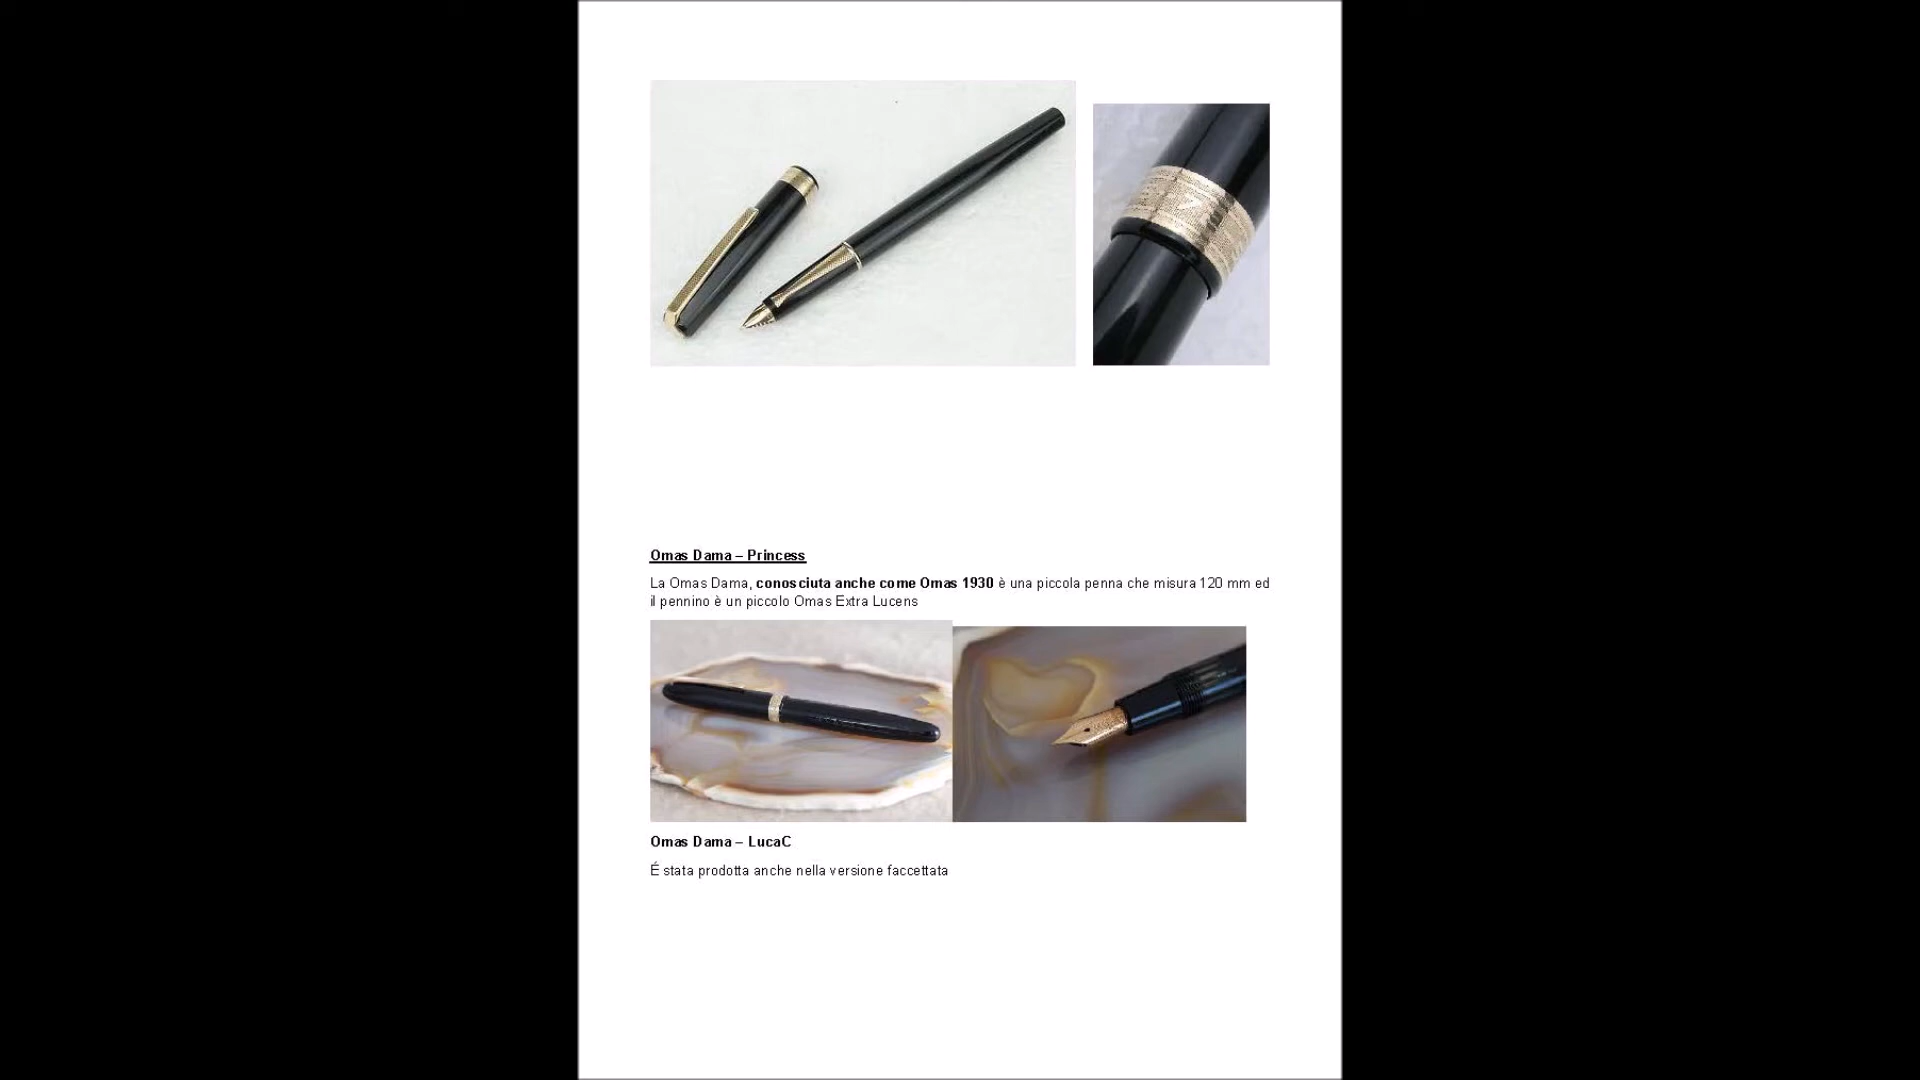 Omas Dama – Princess
La Omas Dama, conosciuta anche come Omas 1930 è una piccola penna che misura 120 mm ed
il pennino è un piccolo Omas Extra Lucens
Omas Dama – LucaC
É stata prodotta anche nella versione faccettata